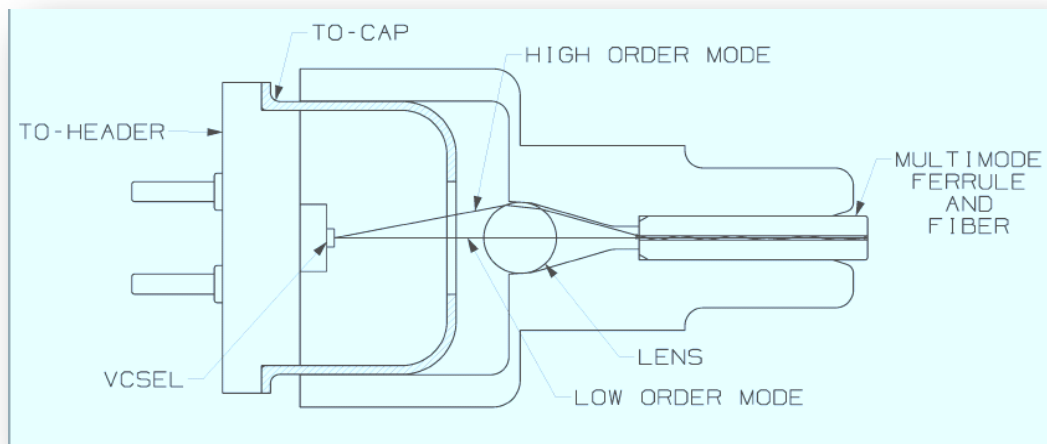 TO-CAP
HIGH ORDER MODE
TO-HEADER
MULTIMODE
FERRULE
AND
FIBER
LENS
VCSEL
LOW ORDER MODE